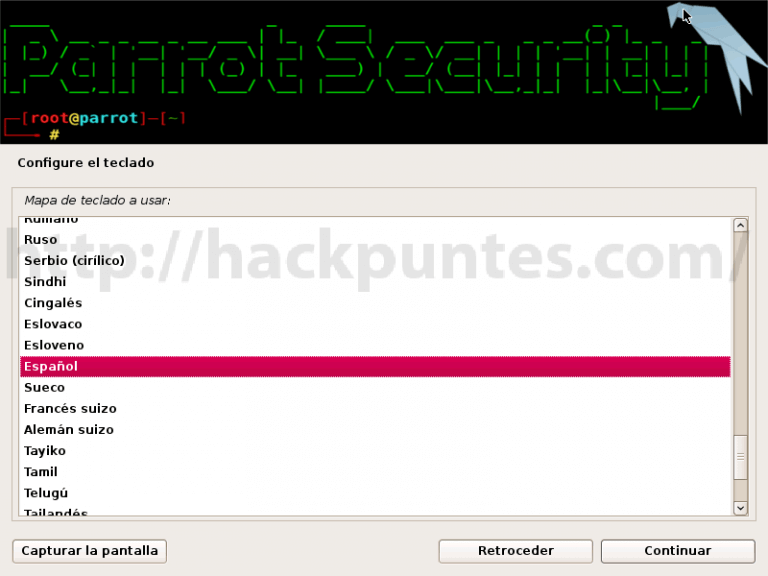 Parrot Security
[root@parrot]─[~]
#
Configure el teclado
Mapa de teclado a usar:
Rumano
Ruso
http://hackpuntes.com/
Serbio (cirílico)
Sindhi
Cingalés
Eslovaco
Esloveno
Español
Sueco
Francés suizo
Alemán suizo
Tayiko
Tamil
Telugú
Tailandés
Capturar la pantalla
Retroceder
Continuar